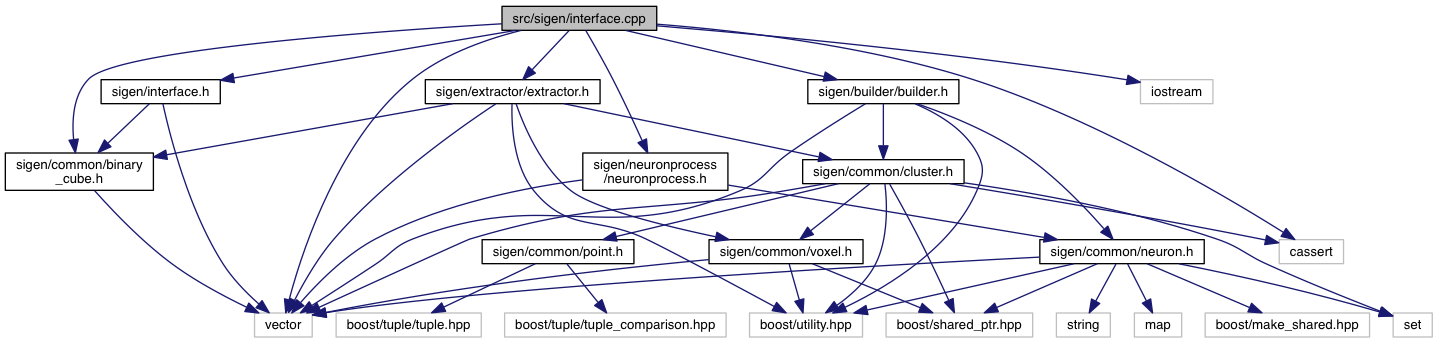 src/sigen/interface.cpp
sigen/interface.h
sigen/extractor/extractor.h
sigen/builder/builder.h
iostream
sigen/common/binary
_cube.h
sigen/neuronprocess
/neuronprocess.h
sigen/common/cluster.h
sigen/common/point.h
sigen/common/voxel.h
sigen/common/neuron.h
cassert
vector
boost/tuple/tuple.hpp
boost/tuple/tuple_comparison.hpp
boost/utility.hpp
boost/shared_ptr.hpp
string
map
boost/make_shared.hpp
set